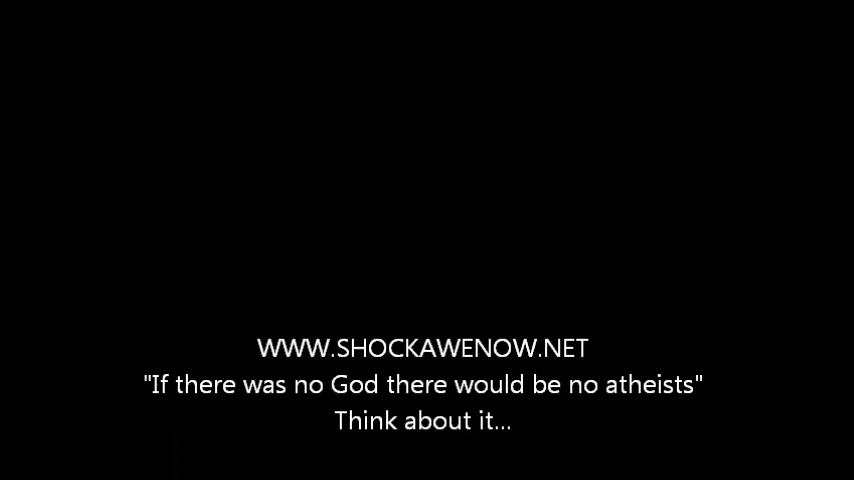 WWW.SHOCKAWENOW.NET
"If there was no God there would be no atheists"
Think about it...